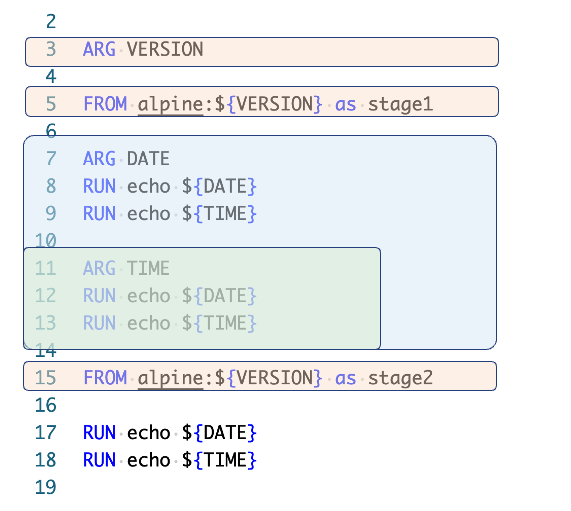 2
3 ARG VERSION
4
5 FROM alpine:${VERSION} as stage1
6
7 ARG DATE
8 RUN echo ${DATE}
9 RUN echo ${TIME}
10
11 ARG TIME
12 RUN echo ${DATE}
13 RUN echo ${TIME}
14
15 FROM alpine:${VERSION} as stage2
16
17 RUN echo ${DATE}
18 RUN echo ${TIME}
19